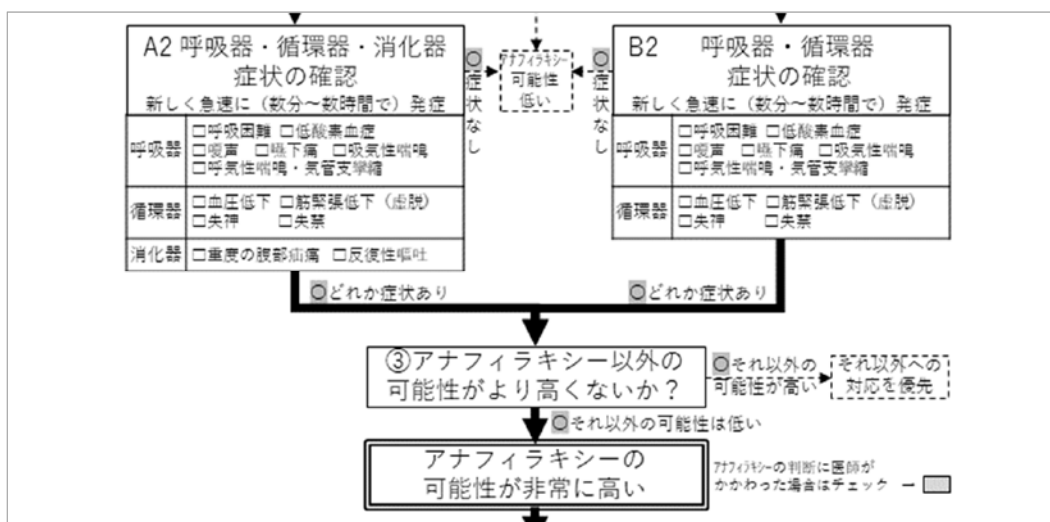 A2 呼吸器・循環器・消化器
症状の確認
新しく急速に（数分～数時間で）発症
呼吸器
□呼吸困難 □低酸素血症
□嗄声 □嚥下痛 □吸気性喘鳴
□呼気性喘鳴・気管支攣縮
循環器
□血圧低下 □筋緊張低下（虚脱）
□失神 □失禁
消化器
□重度の腹部疝痛 □反復性嘔吐
○症状なし
アナフィラキシー
可能性
低い
○症状なし
B2 呼吸器・循環器
症状の確認
新しく急速に（数分～数時間で）発症
呼吸器
□呼吸困難 □低酸素血症
□嗄声 □嚥下痛 □吸気性喘鳴
□呼気性喘鳴・気管支攣縮
循環器
□血圧低下 □筋緊張低下（虚脱）
□失神 □失禁
○どれか症状あり
○どれか症状あり
③アナフィラキシー以外の
可能性がより高くないか？
○それ以外の
可能性が高い
それ以外への
対応を優先
○それ以外の可能性は低い
アナフィラキシーの
可能性が非常に高い
アナフィラキシーの判断に医師が
かかわった場合はチェック →